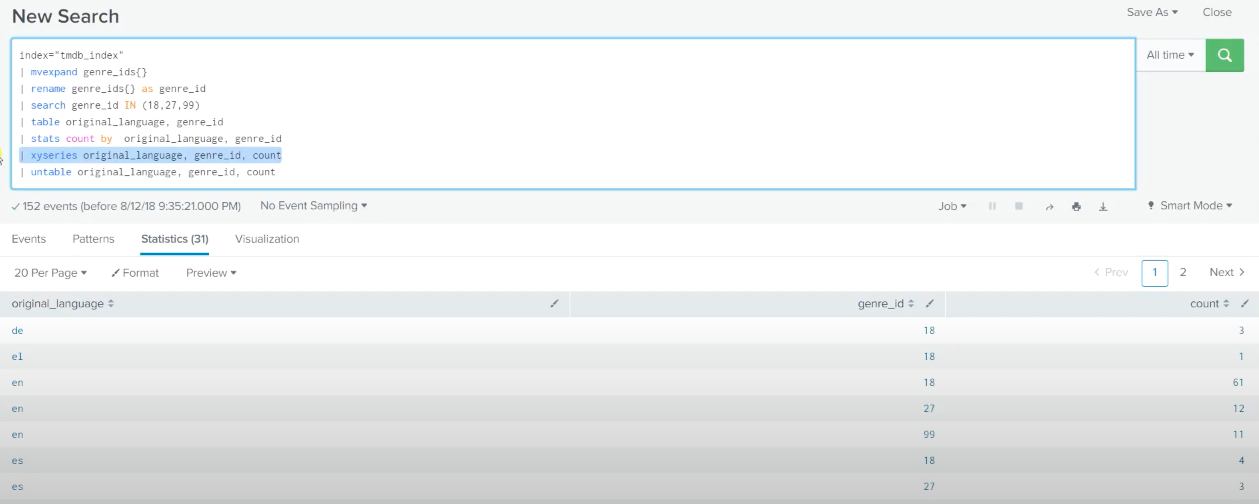 New Search
Save As Close
index="tmdb_index"
| mvexpand genre_ids{}
| rename genre_ids{} as genre_id
| search genre_id IN (18,27,99)
| table original_language, genre_id
| stats count by  original_language, genre_id
| xyseries original_language, genre_id, count
| untable original_language, genre_id, count
All time
152 events (before 8/12/18 9:35:21.000 PM) No Event Sampling Job Smart Mode
Events Patterns Statistics (31) Visualization
20 Per Page Format Preview Prev 1 2 Next
original_language genre_id count
de 18 3
el 18 1
en 18 61
en 27 12
en 99 11
es 18 4
es 27 3